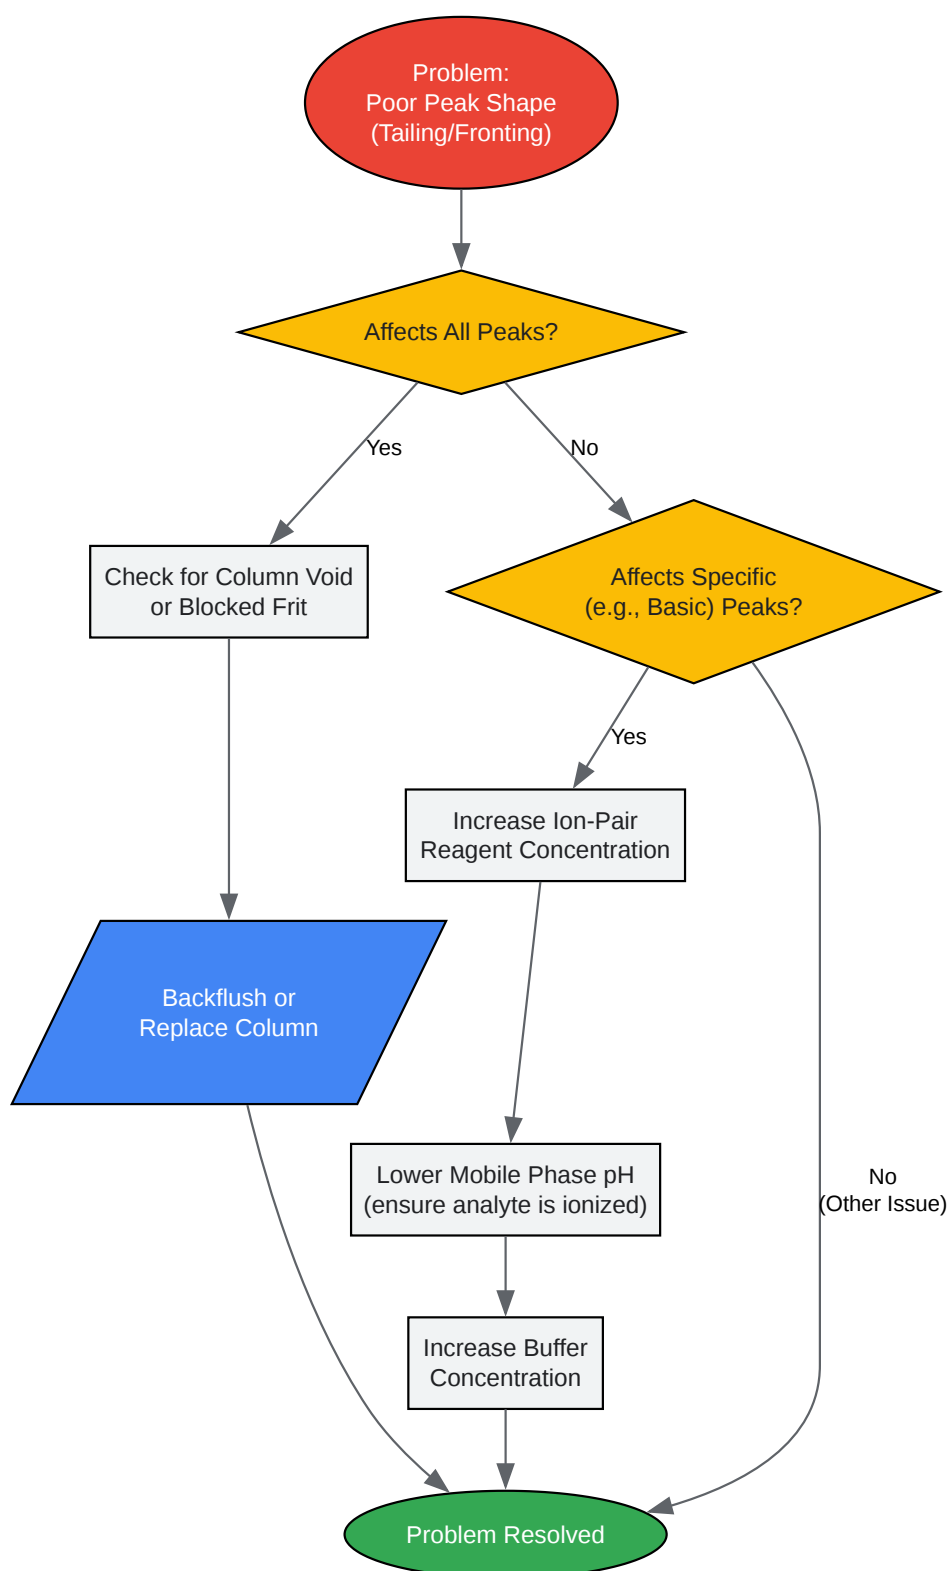 Problem:
Poor Peak Shape
(Tailing/Fronting)
Affects All Peaks?
Yes
No
Check for Column Void
or Blocked Frit
Affects Specific
(e.g., Basic) Peaks?
Yes
Increase Ion-Pair
Reagent Concentration
Backflush or
Replace Column
Lower Mobile Phase pH
(ensure analyte is ionized)
No
(Other Issue)
Increase Buffer
Concentration
Problem Resolved